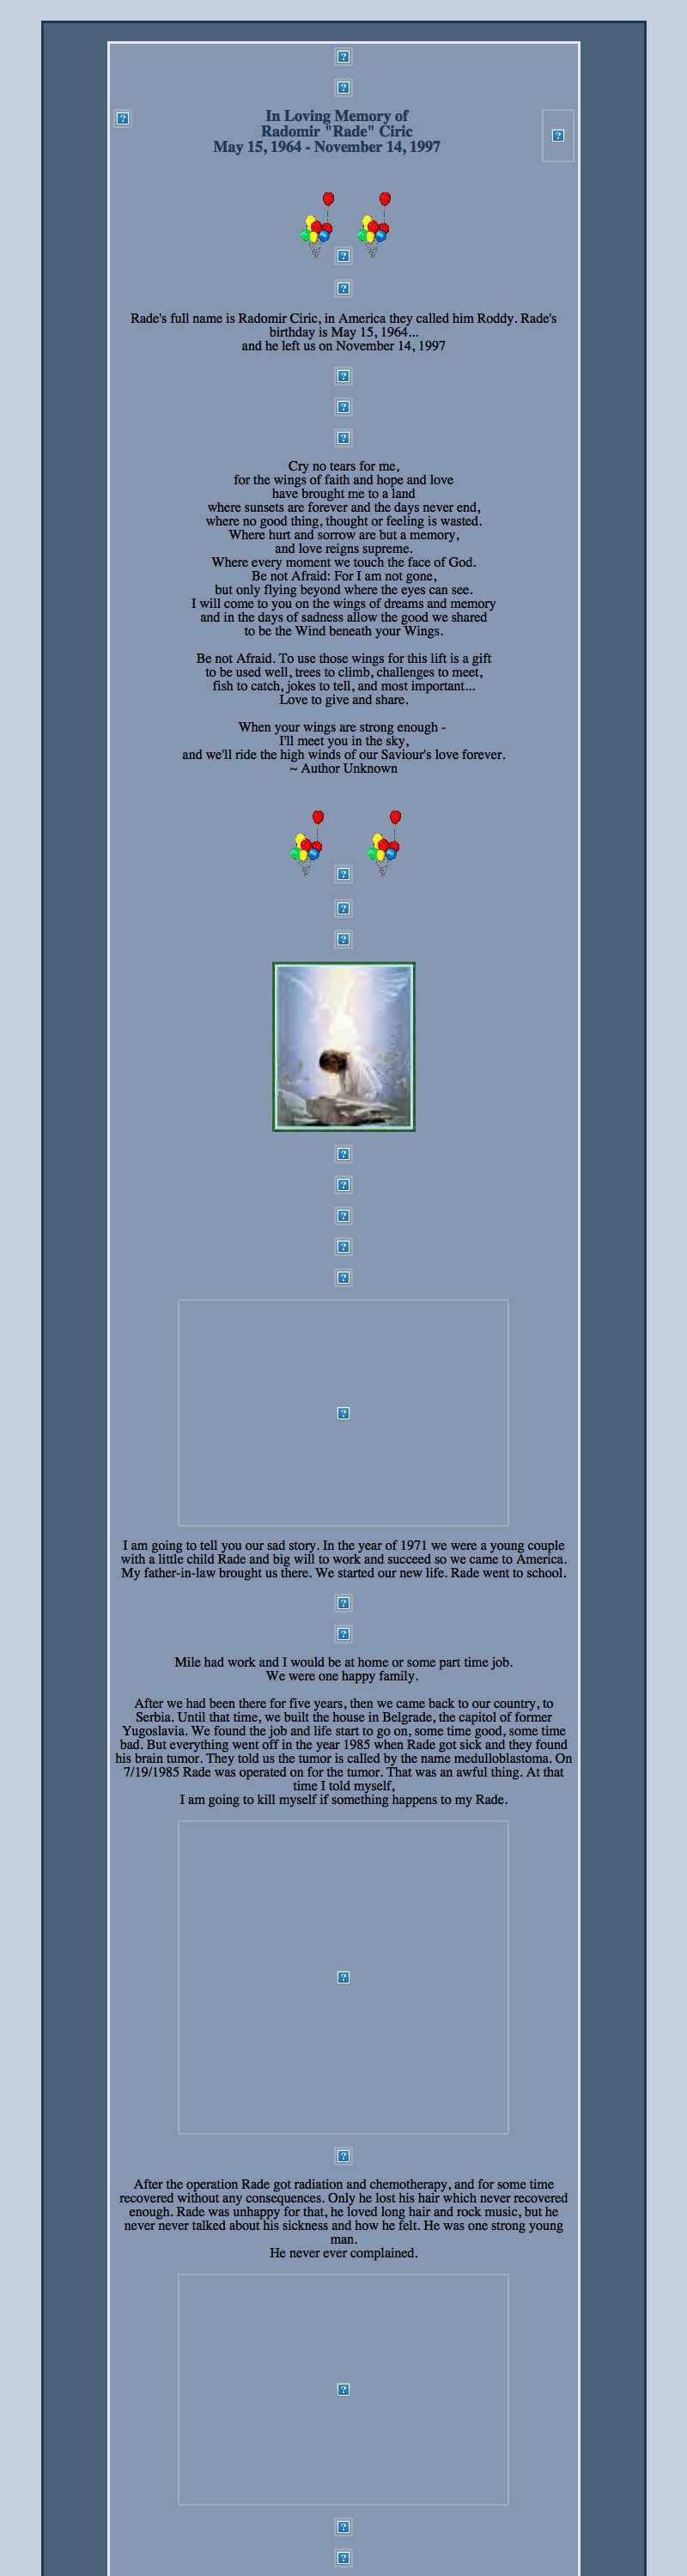 In Loving Memory of
Radomir "Rade" Ciric
May 15, 1964 - November 14, 1997
Rade's full name is Radomir Ciric, in America they called him Roddy. Rade's
birthday is May 15, 1964...
and he left us on November 14, 1997
Cry no tears for me,
for the wings of faith and hope and love
have brought me to a land
where sunsets are forever and the days never end,
where no good thing, thought or feeling is wasted.
Where hurt and sorrow are but a memory,
and love reigns supreme.
Where every moment we touch the face of God.
Be not Afraid: For I am not gone,
but only flying beyond where the eyes can see.
I will come to you on the wings of dreams and memory
and in the days of sadness allow the good we shared
to be the Wind beneath your Wings.
Be not Afraid. To use those wings for this lift is a gift
to be used well, trees to climb, challenges to meet,
fish to catch, jokes to tell, and most important...
Love to give and share.
When your wings are strong enough -
I'll meet you in the sky,
and we'll ride the high winds of our Saviour's love forever.
~ Author Unknown
I am going to tell you our sad story. In the year of 1971 we were a young couple
with a little child Rade and big will to work and succeed so we came to America.
My father-in-law brought us there. We started our new life. Rade went to school.
Mile had work and I would be at home or some part time job.
We were one happy family.
After we had been there for five years, then we came back to our country, to
Serbia. Until that time, we built the house in Belgrade, the capitol of former
Yugoslavia. We found the job and life start to go on, some time good, some time
bad. But everything went off in the year 1985 when Rade got sick and they found
his brain tumor. They told us the tumor is called by the name medulloblastoma. On
7/19/1985 Rade was operated on for the tumor. That was an awful thing. At that
time I told myself,
I am going to kill myself if something happens to my Rade.
After the operation Rade got radiation and chemotherapy, and for some time
recovered without any consequences. Only he lost his hair which never recovered
enough. Rade was unhappy for that, he loved long hair and rock music, but he
never never talked about his sickness and how he felt. He was one strong young
man.
He never ever complained.